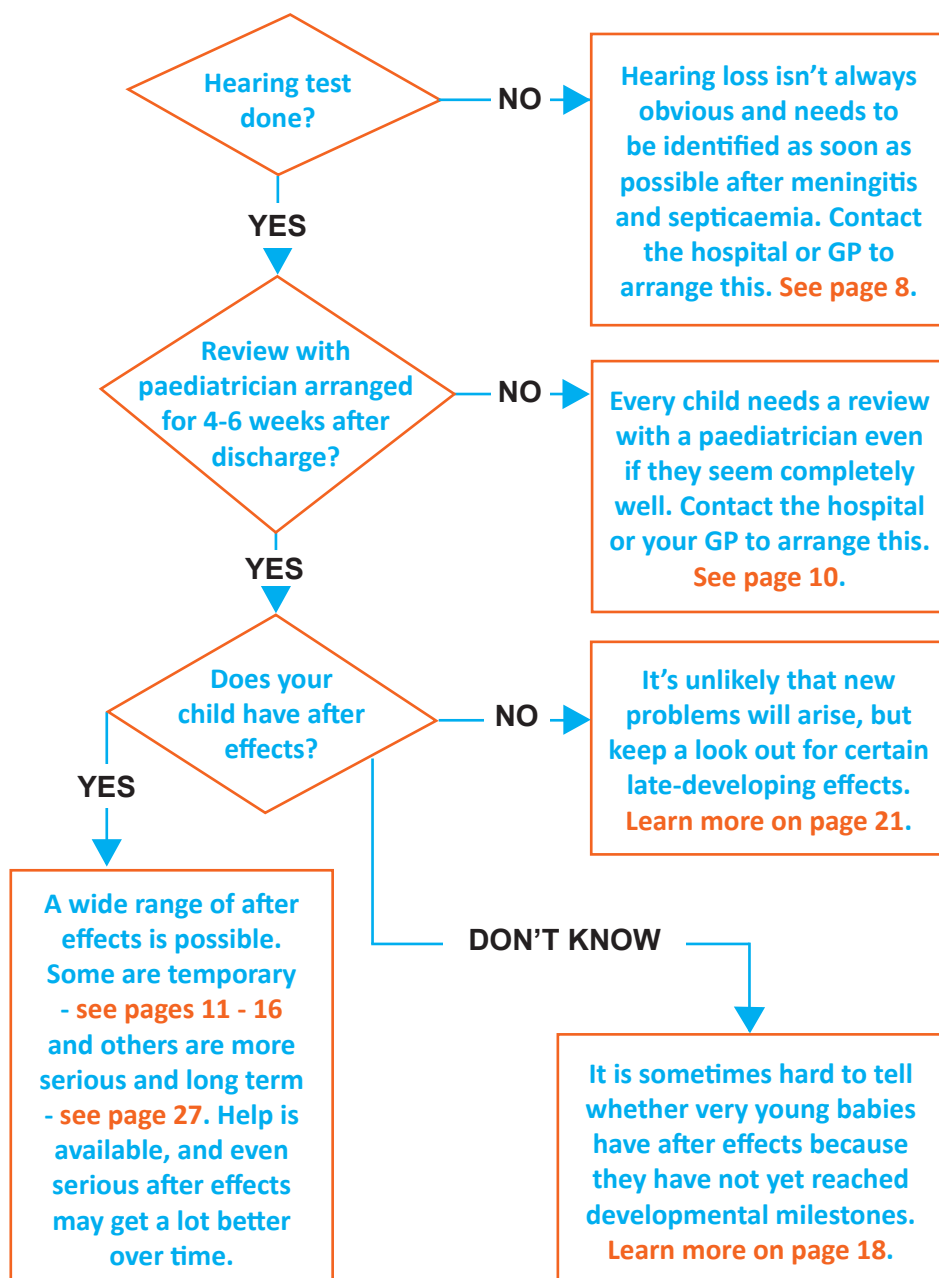 Hearing test
done?
NO
Hearing loss isn’t always
obvious and needs to
be identified as soon as
possible after meningitis
and septicaemia. Contact
the hospital or GP to
arrange this. See page 8.
YES
Review with
paediatrician arranged
for 4-6 weeks after
discharge?
NO
Every child needs a review
with a paediatrician even
if they seem completely
well. Contact the hospital
or your GP to arrange this.
See page 10.
YES
Does your
child have after
effects?
NO
It’s unlikely that new
problems will arise, but
keep a look out for certain
late-developing effects.
Learn more on page 21.
YES
A wide range of after
effects is possible.
Some are temporary
- see pages 11 - 16
and others are more
serious and long term
- see page 27. Help is
available, and even
serious after effects
may get a lot better
over time.
DON’T KNOW
It is sometimes hard to tell
whether very young babies
have after effects because
they have not yet reached
developmental milestones.
Learn more on page 18.